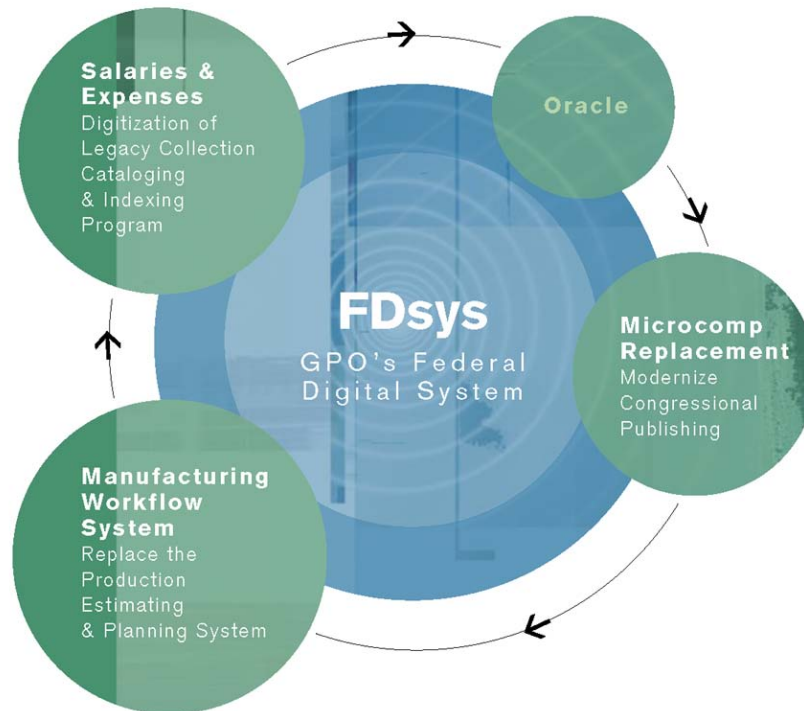 Salaries &
Expenses
Digitization of
Legacy Collection
Cataloging
& Indexing
Program
Oracle
FDsys
GPO's Federal
Digital System
Microcomp
Replacement
Modernize
Congressional
Publishing
Manufacturing
Workflow
System
Replace the
Production
Estimating
& Planning System